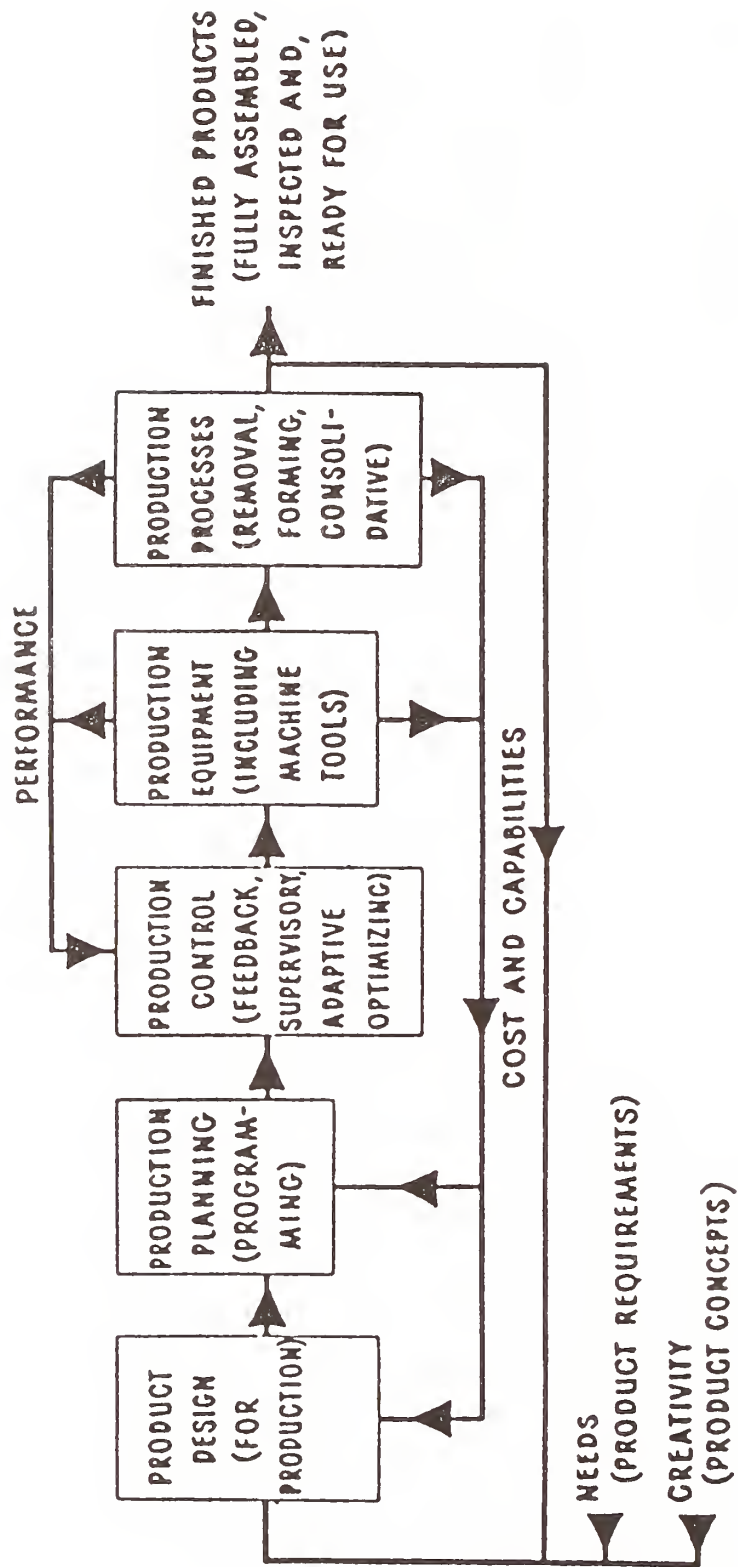 PERFORMANCE
PRODUCT
DESIGN
(FOR
PRODUCTION)
PRODUCTION
PLANNING
(PROGRAM-
MING)
PRODUCTION
CONTROL
(FEEDBACK,
SUPERVISORY,
ADAPTIVE
OPTIMIZING)
PRODUCTION
EQUIPMENT
(INCLUDING
MACHINE
TOOLS)
PRODUCTION
PROCESSES
(REMOVAL,
FORMING,
CONSOLI-
DATIVE)
FINISHED PRODUCTS
(FULLY ASSEMBLED,
INSPECTED AND,
READY FOR USE)
COST AND CAPABILITIES
NEEDS
(PRODUCT REQUIREMENTS)
CREATIVITY
(PRODUCT CONCEPTS)